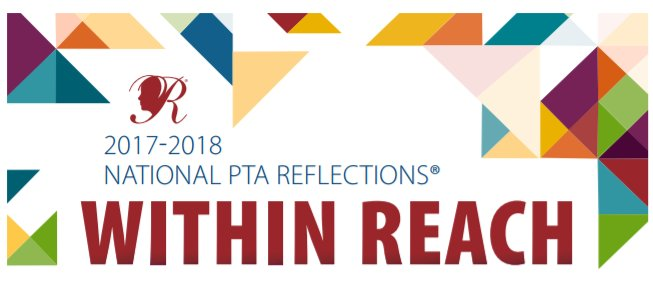 R®
2017-2018
NATIONAL PTA REFLECTIONS®
WITHIN REACH